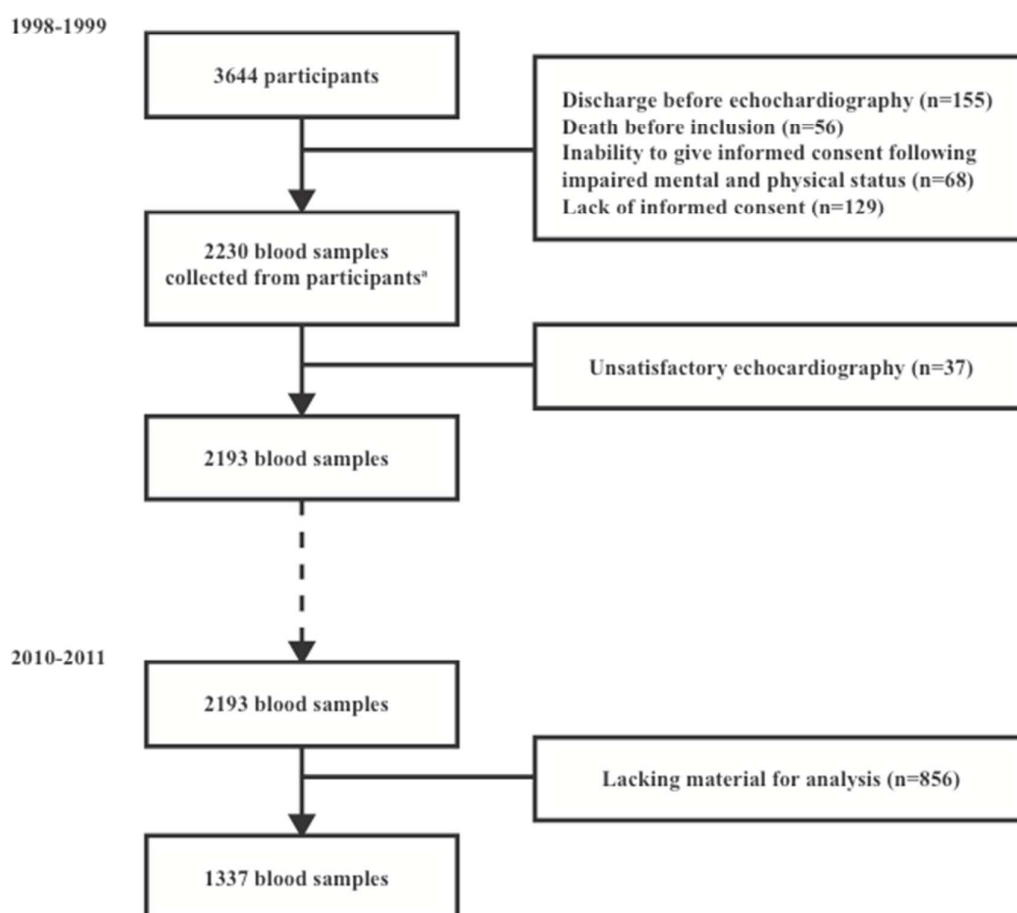 1998-1999
3644 participants
Discharge before echochardiography (n=155)
Death before inclusion (n=56)
Inability to give informed consent following
impaired mental and physical status (n=68)
Lack of informed consent (n=129)
2230 blood samples
collected from participantsª
Unsatisfactory echocardiography (n=37)
2193 blood samples
2010-2011
2193 blood samples
Lacking material for analysis (n=856)
1337 blood samples